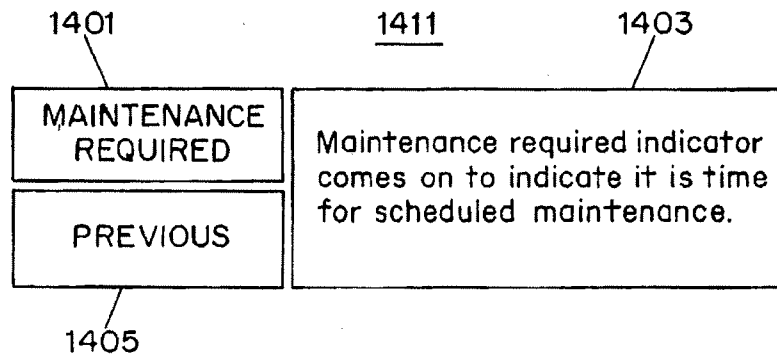 1401
1411
1403
MAINTENANCE
REQUIRED
Maintenance required indicator
comes on to indicate it is time
for scheduled maintenance.
PREVIOUS
1405